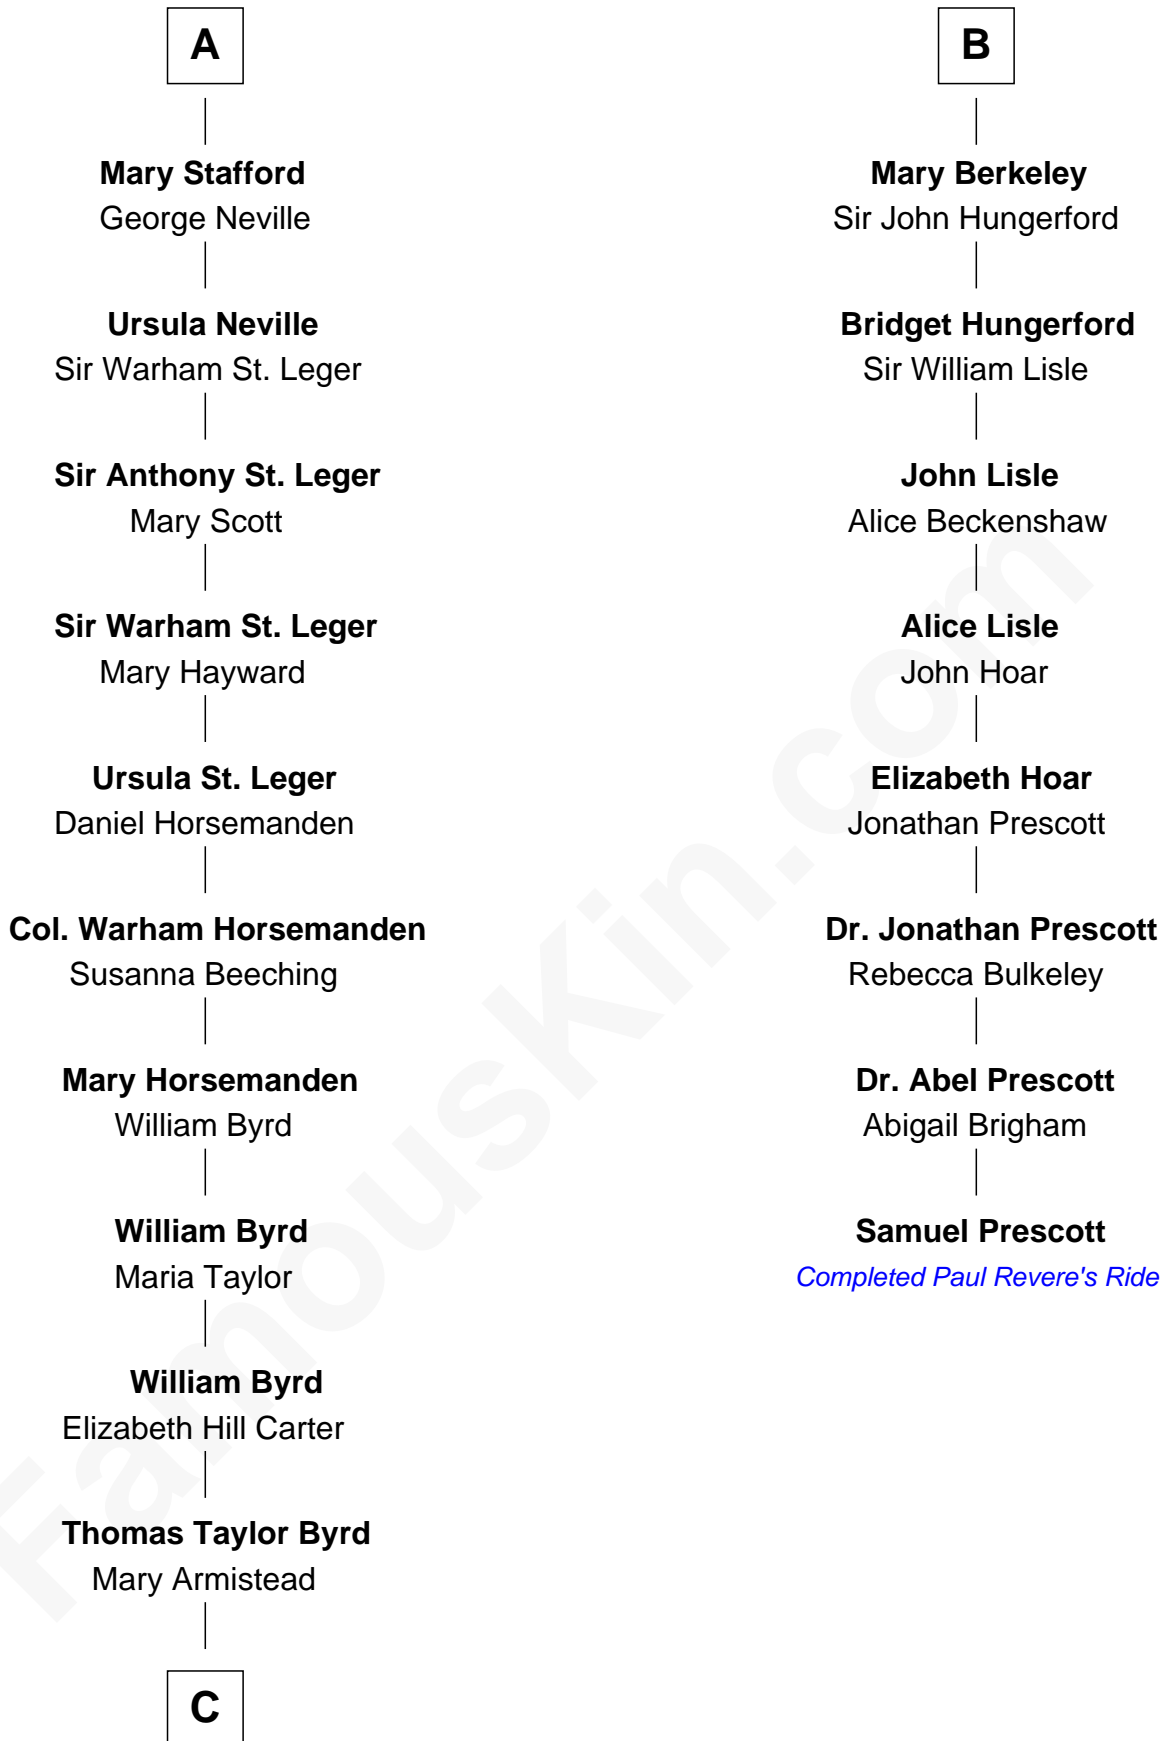 A
Mary Stafford
George Neville
Ursula Neville
Sir Warham St. Leger
Sir Anthony St. Leger
Mary Scott
Sir Warham St. Leger
Mary Hayward
Ursula St. Leger
Daniel Horsemanden
Col. Warham Horsemanden
Susanna Beeching
Mary Horsemanden
William Byrd
William Byrd
Maria Taylor
William Byrd
Elizabeth Hill Carter
Thomas Taylor Byrd
Mary Armistead
C
B
Mary Berkeley
Sir John Hungerford
Bridget Hungerford
Sir William Lisle
John Lisle
Alice Beckenshaw
Alice Lisle
John Hoar
Elizabeth Hoar
Jonathan Prescott
Dr. Jonathan Prescott
Rebecca Bulkeley
Dr. Abel Prescott
Abigail Brigham
Samuel Prescott
Completed Paul Revere's Ride
FamousKin.com